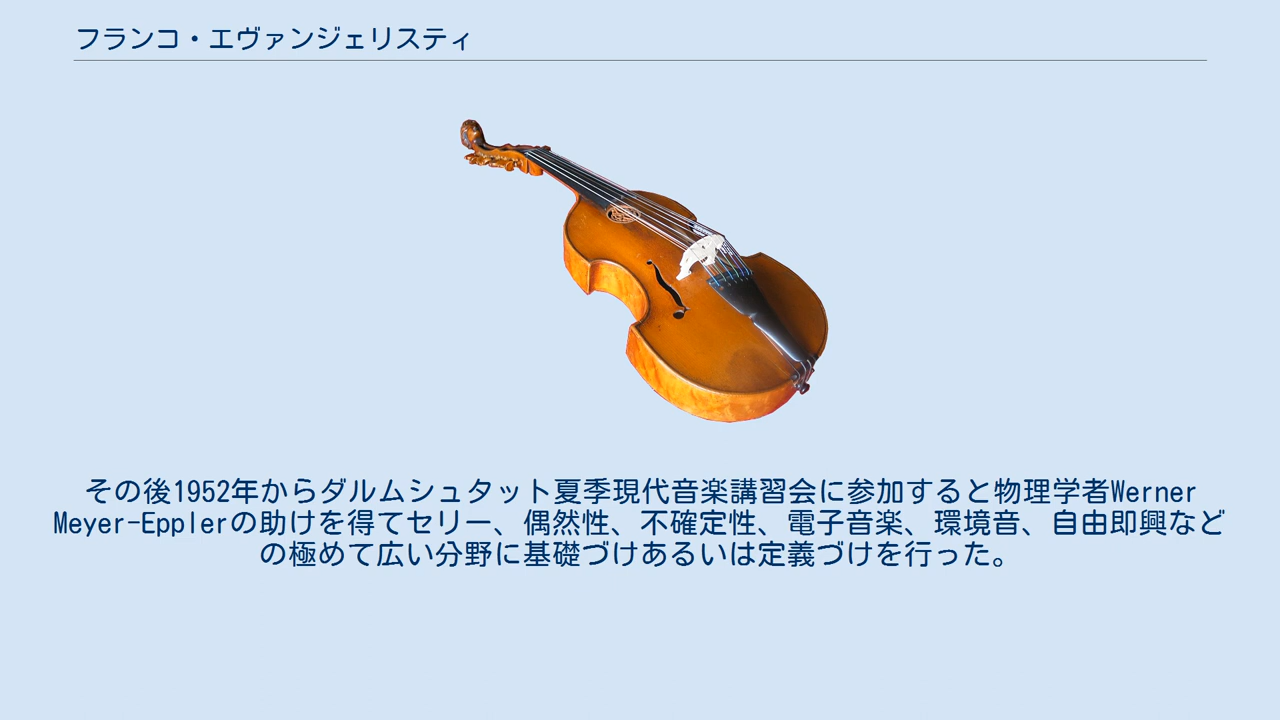 フランコ・エヴァンジェリスティ
その後1952年からダルムシュタット夏季現代音楽講習会に参加すると物理学者Werner
Meyer-Epplerの助けを得てセリー、偶然性、不確定性、電子音楽、環境音、自由即興など
の極めて広い分野に基礎づけあるいは定義づけを行った。